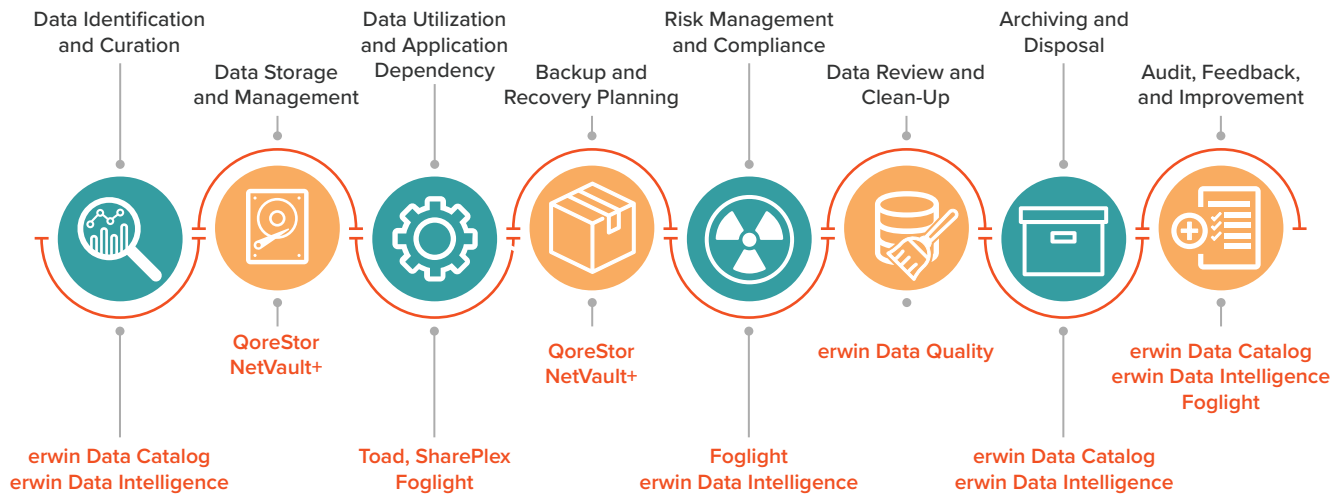 Data Identification
and Curation
Data Storage
and Management
Data Utilization
and Application
Dependency
Backup and
Recovery Planning
Risk Management
and Compliance
Data Review and
Clean-Up
Archiving and
Disposal
Audit, Feedback,
and Improvement
erwin Data Catalog
erwin Data Intelligence
QoreStor
NetVault+
Toad, SharePlex
Foglight
QoreStor
NetVault+
Foglight
erwin Data Intelligence
erwin Data Quality
erwin Data Catalog
erwin Data Intelligence
erwin Data Catalog
erwin Data Intelligence
Foglight